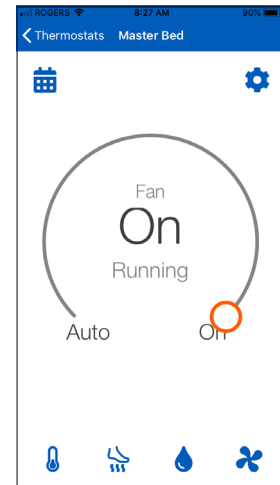 ROGERS 8:27 AM 90%
Thermostats Master Bed
Fan
On
Running
Auto On